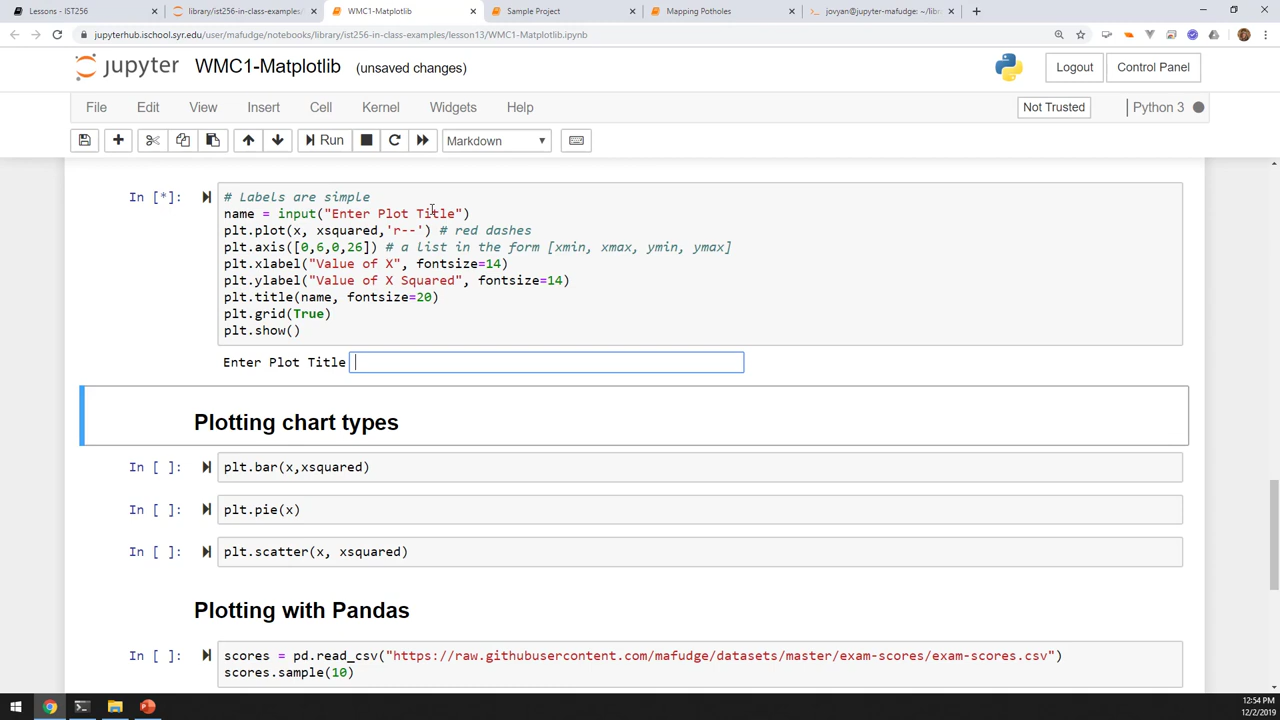 Lessons - IST256
library/ist256-in-class-examples/
WMC1-Matplotlib
Sample Project
Mapping Potholes
jovyan@jupyter-mafudge: ~/libr
jupyterhub.ischool.syr.edu/user/mafudge/notebooks/library/ist256-in-class-examples/lesson13/WMC1-Matplotlib.ipynb
jupyter WMC1-Matplotlib (unsaved changes)
Logout Control Panel
File Edit View Insert Cell Kernel Widgets Help
Not Trusted Python 3
Run Markdown
In [*]:
# Labels are simple
name = input("Enter Plot Title")
plt.plot(x, xsquared,'r--') # red dashes
plt.axis([0,6,0,26]) # a list in the form [xmin, xmax, ymin, ymax]
plt.xlabel("Value of X", fontsize=14)
plt.ylabel("Value of X Squared", fontsize=14)
plt.title(name, fontsize=20)
plt.grid(True)
plt.show()
Enter Plot Title
Plotting chart types
In [ ]: plt.bar(x,xsquared)
In [ ]: plt.pie(x)
In [ ]: plt.scatter(x, xsquared)
Plotting with Pandas
In [ ]: scores = pd.read_csv("https://raw.githubusercontent.com/mafudge/datasets/master/exam-scores/exam-scores.csv")
scores.sample(10)
12:54 PM
12/2/2019